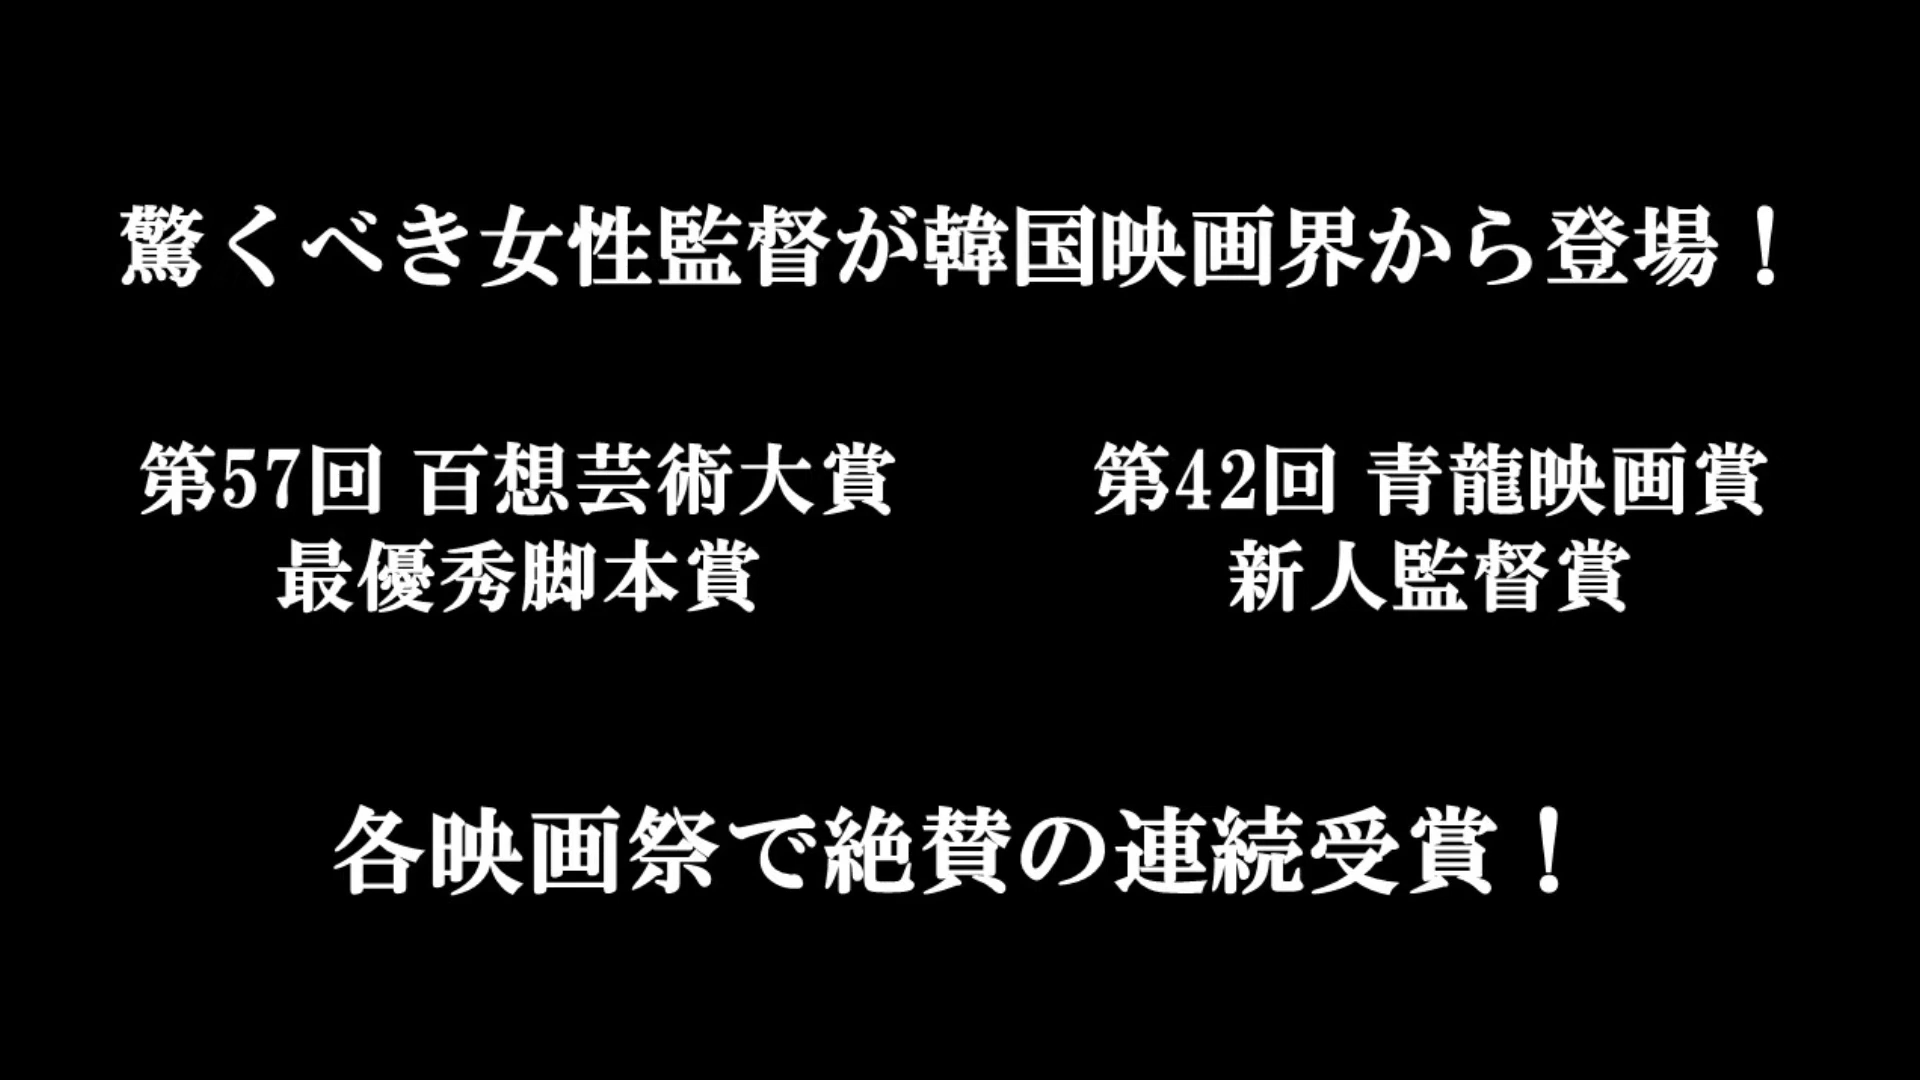 驚くべき女性監督が韓国映画界から登場！
第57回 百想芸術大賞
最優秀脚本賞
第42回 青龍映画賞
新人監督賞
各映画祭で絶賛の連続受賞！